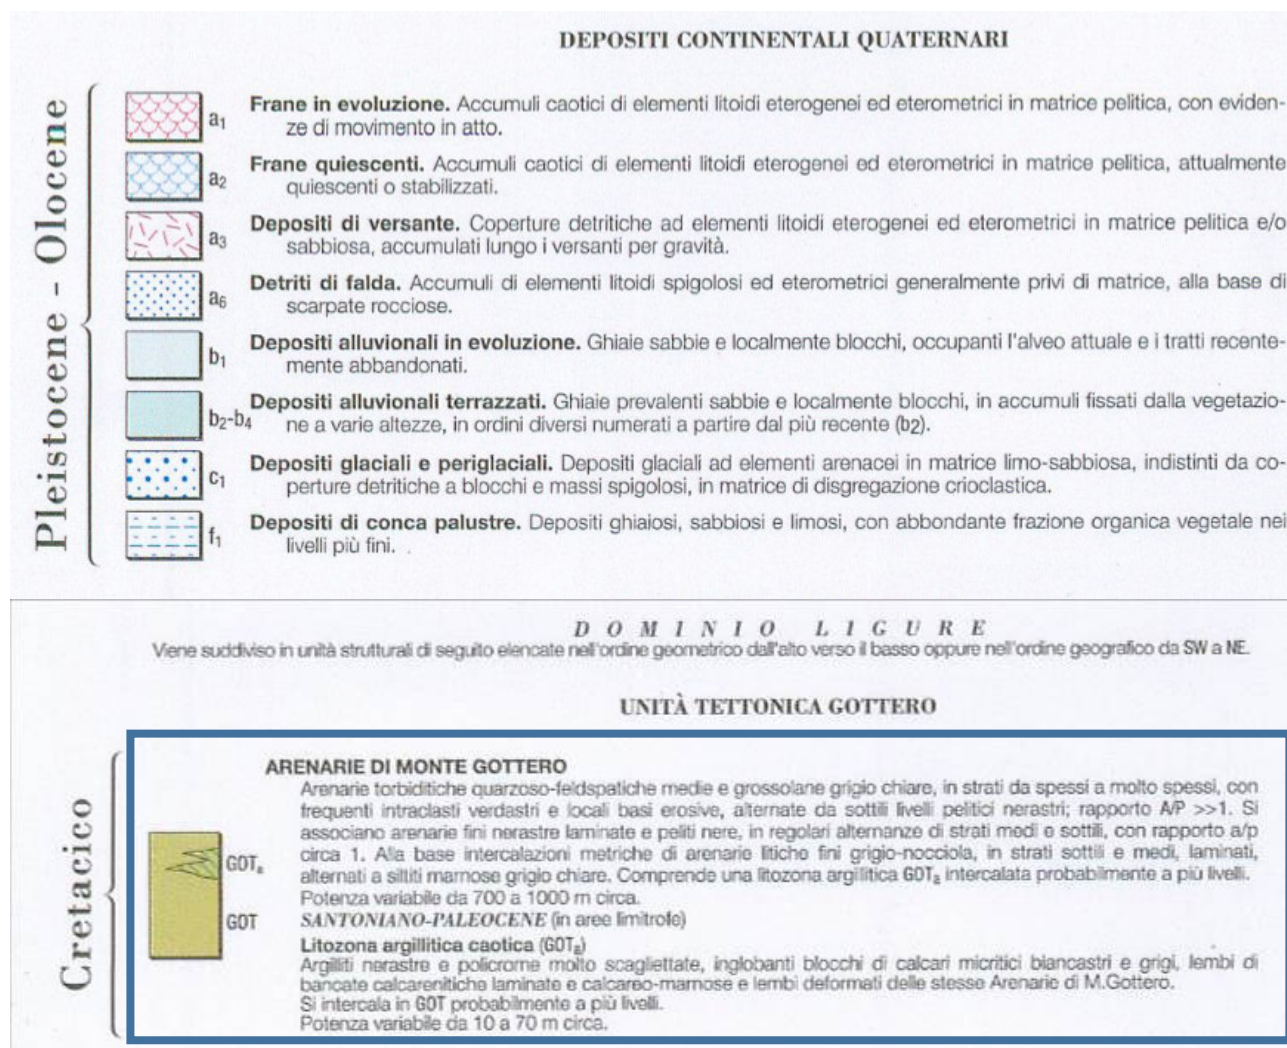 DEPOSITI CONTINENTALI QUATERNARI
Pleistocene - Olocene
a1 Frane in evoluzione. Accumuli caotici di elementi litoidi eterogenei ed eterometrici in matrice pelitica, con eviden-
ze di movimento in atto.
a2 Frane quiescenti. Accumuli caotici di elementi litoidi eterogenei ed eterometrici in matrice pelitica, attualmente
quiescenti o stabilizzati.
a3 Depositi di versante. Coperture detritiche ad elementi litoidi eterogenei ed eterometrici in matrice pelitica e/o
sabbiosa, accumulati lungo i versanti per gravità.
a6 Detriti di falda. Accumuli di elementi litoidi spigolosi ed eterometrici generalmente privi di matrice, alla base di
scarpate rocciose.
b1 Depositi alluvionali in evoluzione. Ghiaie sabbie e localmente blocchi, occupanti l'alveo attuale e i tratti recente-
mente abbandonati.
b2-b4 Depositi alluvionali terrazzati. Ghiaie prevalenti sabbie e localmente blocchi, in accumuli fissati dalla vegetazio-
ne a varie altezze, in ordini diversi numerati a partire dal più recente (b2).
c1 Depositi glaciali e periglaciali. Depositi glaciali ad elementi arenacei in matrice limo-sabbiosa, indistinti da co-
perture detritiche a blocchi e massi spigolosi, in matrice di disgregazione crioclastica.
f1 Depositi di conca palustre. Depositi ghiaiosi, sabbiosi e limosi, con abbondante frazione organica vegetale nei
livelli più fini.
DOMINIO LIGURE
Viene suddiviso in unità strutturali di seguito elencate nell'ordine geometrico dall'alto verso il basso oppure nell'ordine geografico da SW a NE.
UNITÀ TETTONICA GOTTERO
Cretacico
ARENARIE DI MONTE GOTTERO
Arenarie torbiditiche quarzoso-feldspatiche medie e grossolane grigio chiare, in strati da spessi a molto spessi, con
frequenti intraclasti verdastri e locali basi erosive, alternate da sottili livelli pelitici nerastri; rapporto A/P >>1. Si
associano arenarie fini nerastre laminate e peliti nere, in regolari alternanze di strati medi e sottili, con rapporto a/p
circa 1. Alla base intercalazioni metriche di arenarie litiche fini grigio-nocciola, in strati sottili e medi, laminati,
alternati a siltiti marnose grigio chiare. Comprende una litozona argillitica GOTa intercalata probabilmente a più livelli.
Potenza variabile da 700 a 1000 m circa.
SANTONIANO-PALEOCENE (in aree limitrofe)
GOTa
GOT
Litozona argillitica caotica (GOTa)
Argilliti nerastre e policrome molto scagliettate, inglobanti blocchi di calcari micritici biancastri e grigi, lembi di
bancate calcarenitiche laminate e calcareo-marnose e lembi deformati delle stesse Arenarie di M.Gottero.
Si intercala in GOT probabilmente a più livelli.
Potenza variabile da 10 a 70 m circa.